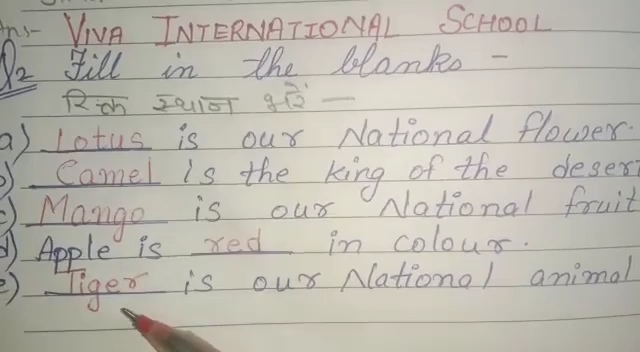 Ans- VIVA INTERNATIONAL SCHOOL
Q2 Fill in the blanks -
रिक्त स्थान भरें —
a) Lotus is our National flower.
b) Camel is the king of the desert
c) Mango is our National fruit
d) Apple is red in colour.
e) Tiger is our National animal